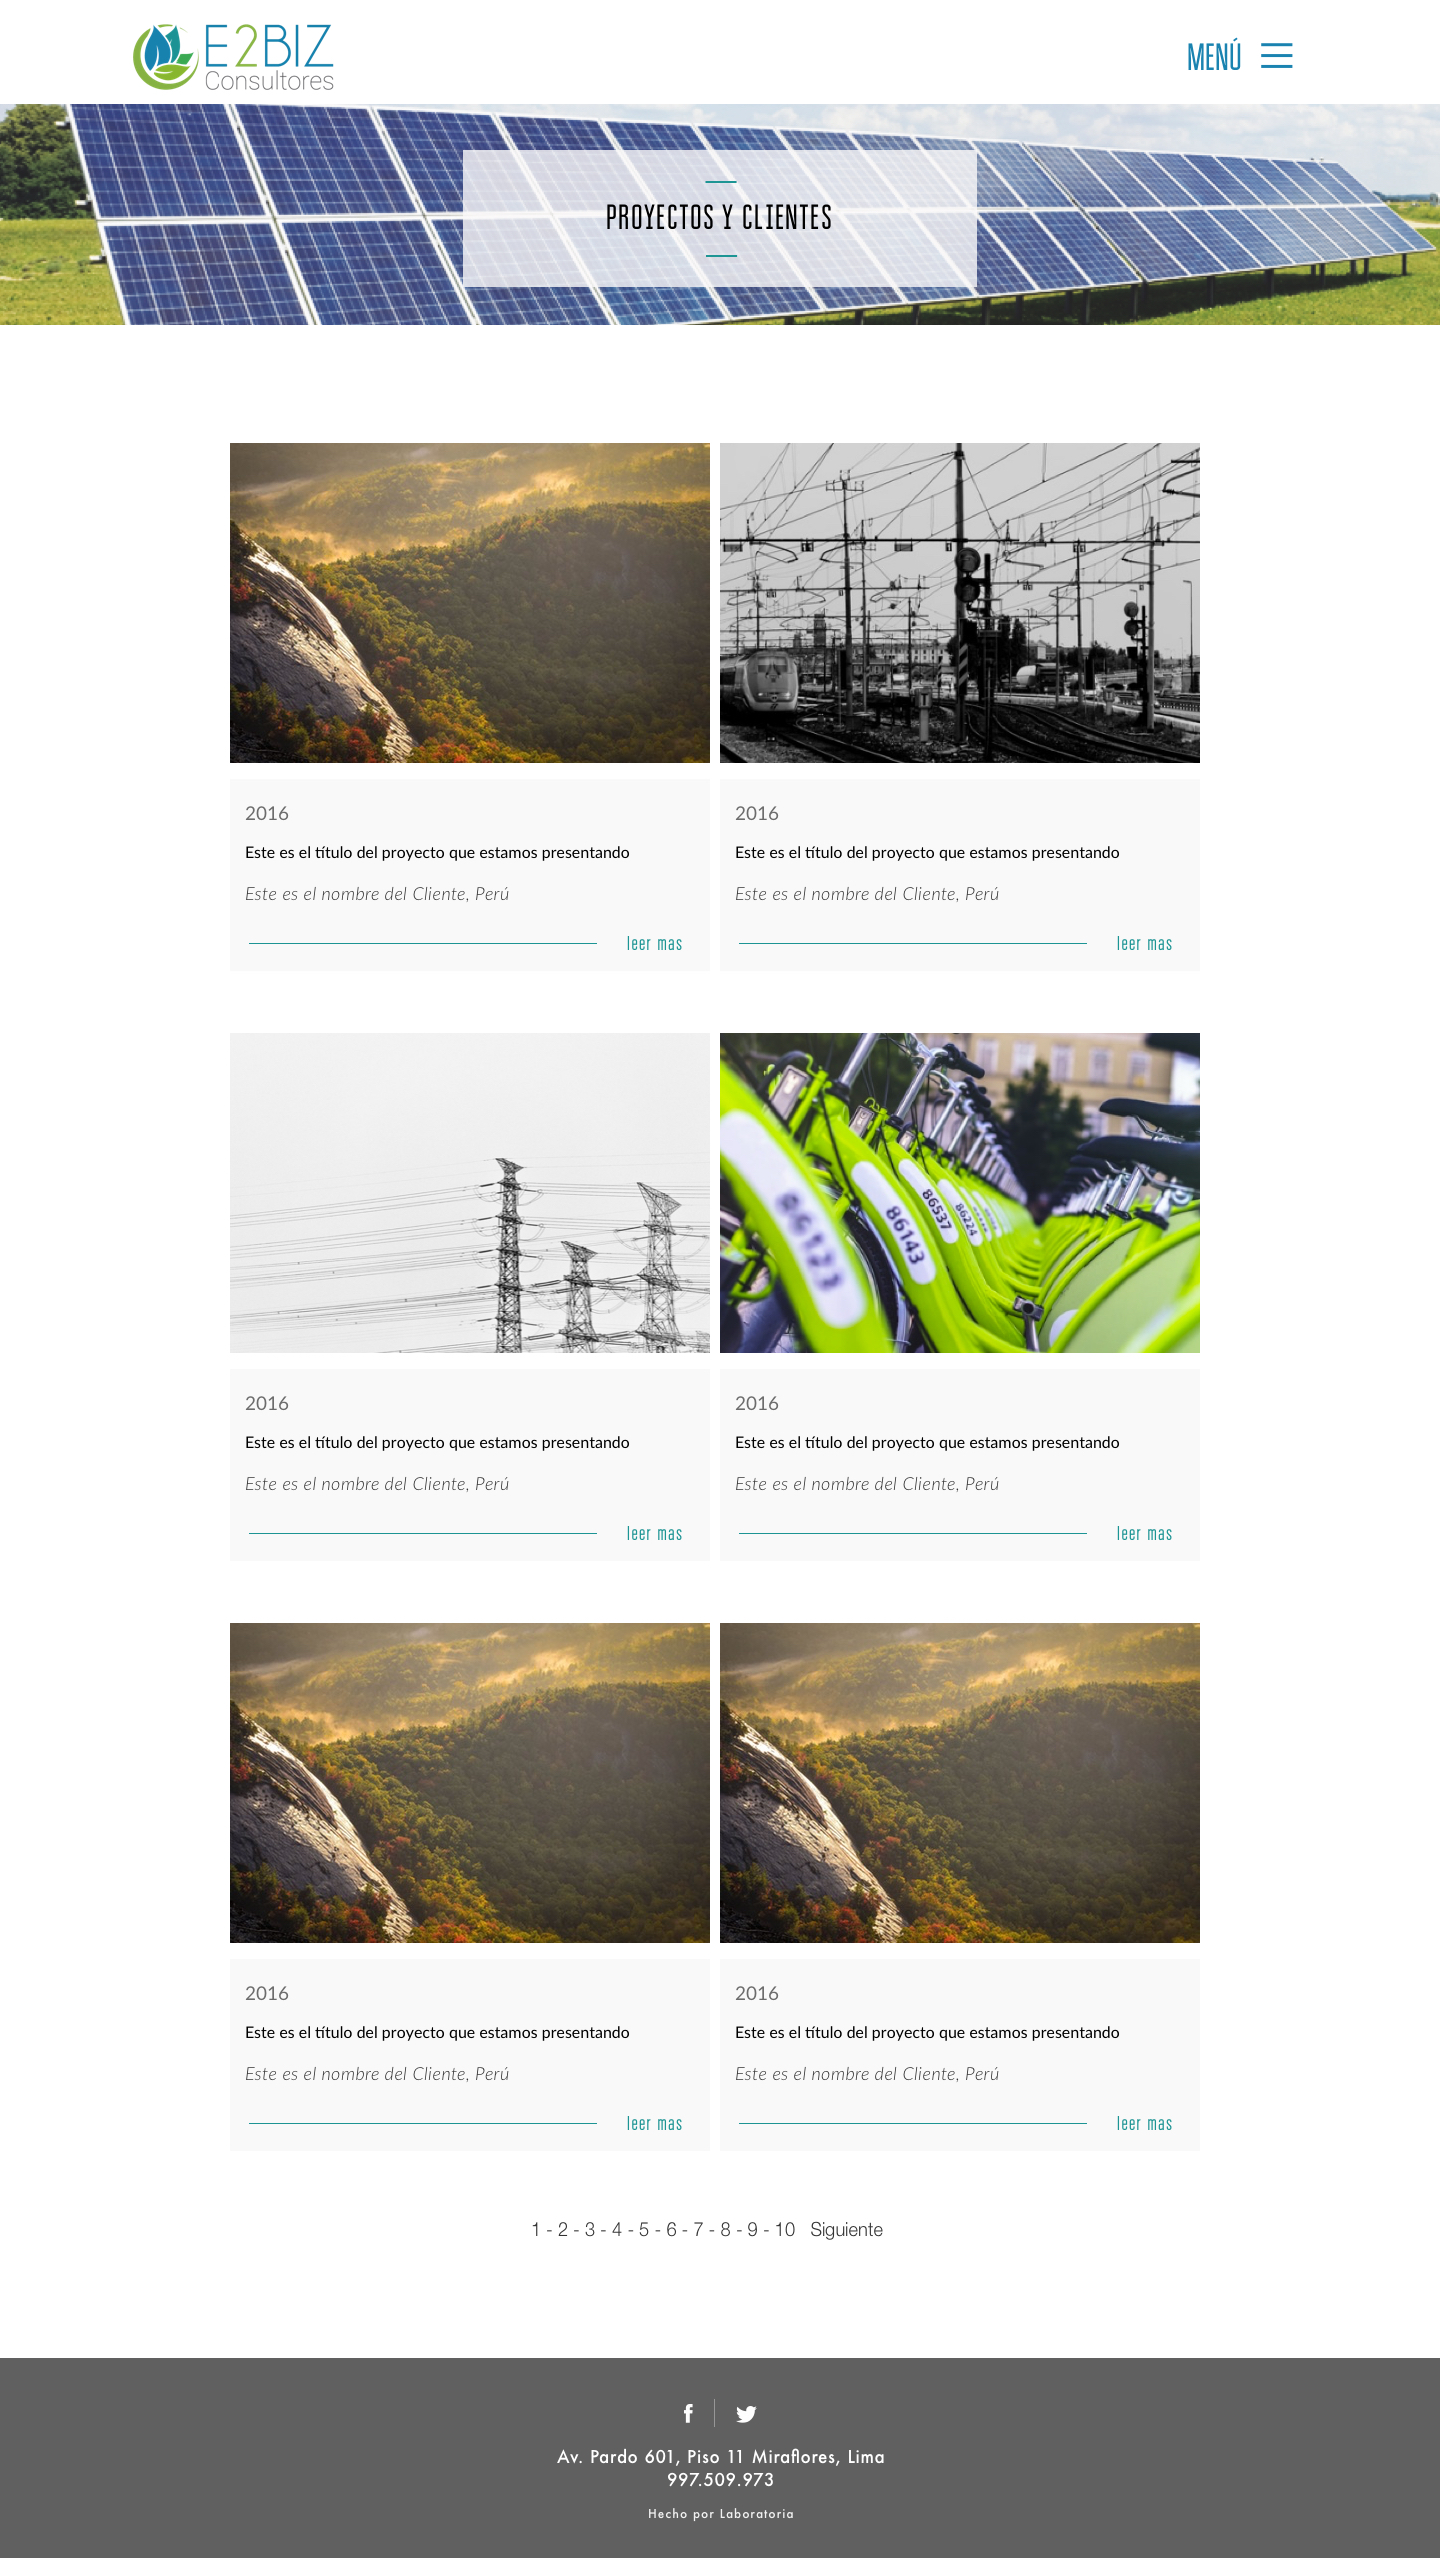 E2BIZ
Consultores
MENÚ
PROYECTOS Y CLIENTES
2016
Este es el título del proyecto que estamos presentando
Este es el nombre del Cliente, Perú
leer mas
2016
Este es el título del proyecto que estamos presentando
Este es el nombre del Cliente, Perú
leer mas
86143
86537
86224
2016
Este es el título del proyecto que estamos presentando
Este es el nombre del Cliente, Perú
leer mas
2016
Este es el título del proyecto que estamos presentando
Este es el nombre del Cliente, Perú
leer mas
2016
Este es el título del proyecto que estamos presentando
Este es el nombre del Cliente, Perú
leer mas
2016
Este es el título del proyecto que estamos presentando
Este es el nombre del Cliente, Perú
leer mas
1 - 2 - 3 - 4 - 5 - 6 - 7 - 8 - 9 - 10 Siguiente
Av. Pardo 601, Piso 11 Miraflores, Lima
997.509.973
Hecho por Laboratoria